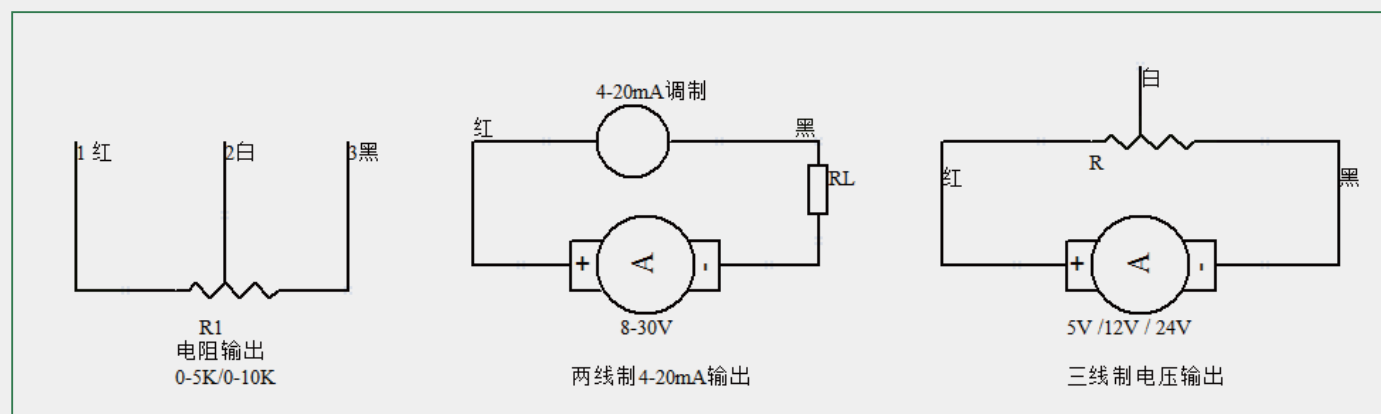 1 红
2白
3黑
R1
电阻输出
0-5K/0-10K
4-20mA调制
红
黑
RL
+
A
-
8-30V
两线制4-20mA输出
白
R
红
黑
+
A
-
5V /12V / 24V
三线制电压输出